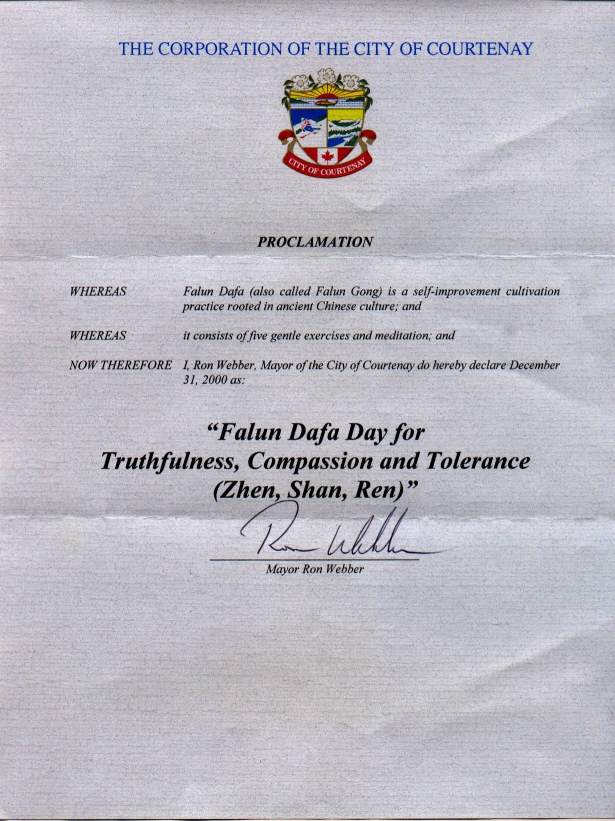 THE CORPORATION OF THE CITY OF COURTENAY
CITY OF COURTENAY
PROCLAMATION
WHEREAS Falun Dafa (also called Falun Gong) is a self-improvement cultivation
practice rooted in ancient Chinese culture; and
WHEREAS it consists of five gentle exercises and meditation; and
NOW THEREFORE I, Ron Webber, Mayor of the City of Courtenay do hereby declare December
31, 2000 as:
“Falun Dafa Day for
Truthfulness, Compassion and Tolerance
(Zhen, Shan, Ren)”
Ron Webber
Mayor Ron Webber